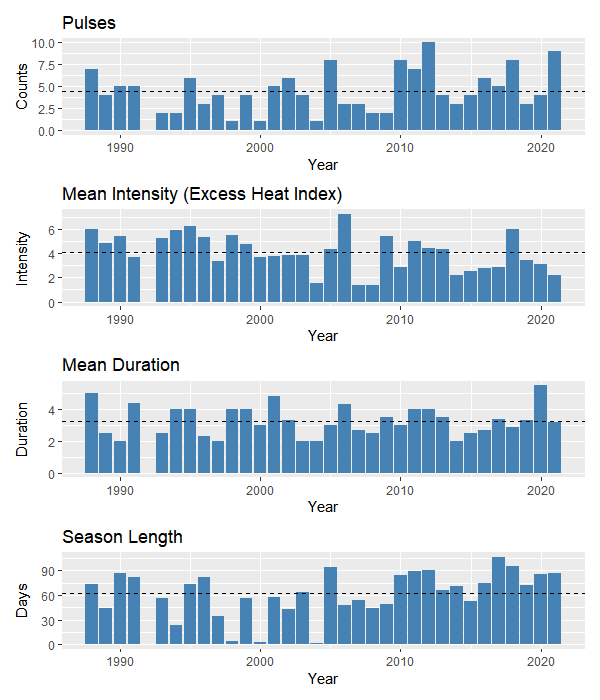 Pulses
10.0
7.5
5.0
2.5
0.0
Counts
1990 2000 2010 2020
Year
Mean Intensity (Excess Heat Index)
6
4
2
0
Intensity
1990 2000 2010 2020
Year
Mean Duration
4
2
0
Duration
1990 2000 2010 2020
Year
Season Length
90
60
30
0
Days
1990 2000 2010 2020
Year